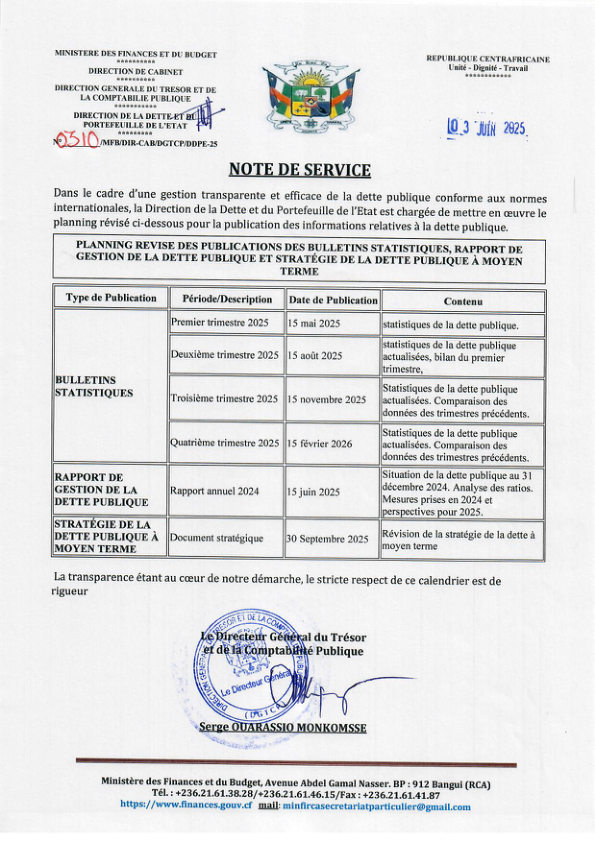 MINISTERE DES FINANCES ET DU BUDGET
**********
DIRECTION DE CABINET
**********
DIRECTION GENERALE DU TRESOR ET DE
LA COMPTABILIE PUBLIQUE
***********
DIRECTION DE LA DETTE ET DU
PORTEFEUILLE DE L'ETAT
*********
N° 0310 /MFB/DIR-CAB/DGTCP/DDPE-25
REPUBLIQUE CENTRAFRICAINE
Unité - Dignité - Travail
************
03 JUIN 2025
NOTE DE SERVICE
Dans le cadre d'une gestion transparente et efficace de la dette publique conforme aux normes
internationales, la Direction de la Dette et du Portefeuille de l'Etat est chargée de mettre en œuvre le
planning révisé ci-dessous pour la publication des informations relatives à la dette publique.
PLANNING REVISE DES PUBLICATIONS DES BULLETINS STATISTIQUES, RAPPORT DE
GESTION DE LA DETTE PUBLIQUE ET STRATÉGIE DE LA DETTE PUBLIQUE À MOYEN
TERME
Type de Publication Période/Description Date de Publication Contenu
BULLETINS
STATISTIQUES
Premier trimestre 2025 15 mai 2025 statistiques de la dette publique.
Deuxième trimestre 2025 15 août 2025 statistiques de la dette publique
actualisées, bilan du premier
trimestre,
Troisième trimestre 2025 15 novembre 2025 Statistiques de la dette publique
actualisées. Comparaison des
données des trimestres précédents.
Quatrième trimestre 2025 15 février 2026 Statistiques de la dette publique
actualisées. Comparaison des
données des trimestres précédents.
RAPPORT DE
GESTION DE LA
DETTE PUBLIQUE
Rapport annuel 2024 15 juin 2025 Situation de la dette publique au 31
décembre 2024. Analyse des ratios.
Mesures prises en 2024 et
perspectives pour 2025.
STRATÉGIE DE LA
DETTE PUBLIQUE À
MOYEN TERME
Document stratégique 30 Septembre 2025 Révision de la stratégie de la dette à
moyen terme
La transparence étant au cœur de notre démarche, le stricte respect de ce calendrier est de
rigueur
Le Directeur Général du Trésor
et de la Comptabilité Publique
Le Directeur Général
(DGTCP)
Serge OUARASSIO MONKOMSSE
Ministère des Finances et du Budget, Avenue Abdel Gamal Nasser. BP : 912 Bangui (RCA)
Tél. : +236.21.61.38.28/+236.21.61.46.15/Fax : +236.21.61.41.87
https://www.finances.gouv.cf mail: minfircasecretariatparticulier@gmail.com